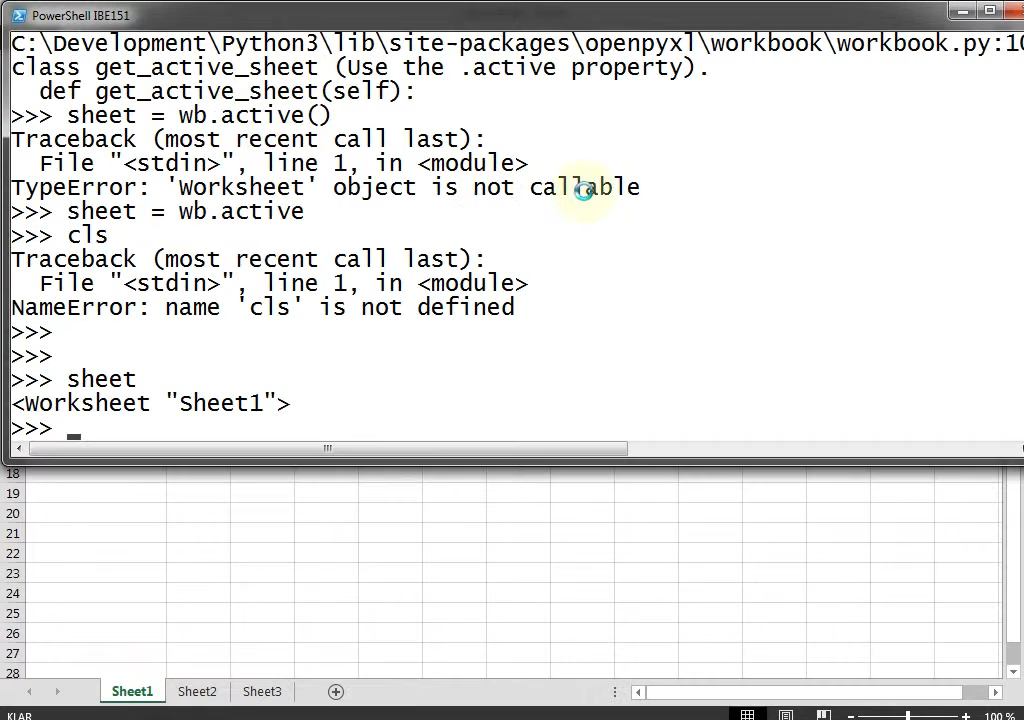 PowerShell IBE151
C:\Development\Python3\lib\site-packages\openpyxl\workbook\workbook.py:10
class get_active_sheet (Use the .active property).
  def get_active_sheet(self):
>>> sheet = wb.active()
Traceback (most recent call last):
  File "<stdin>", line 1, in <module>
TypeError: 'Worksheet' object is not callable
>>> sheet = wb.active
>>> cls
Traceback (most recent call last):
  File "<stdin>", line 1, in <module>
NameError: name 'cls' is not defined
>>>
>>>
>>> sheet
<Worksheet "Sheet1">
>>>
18
19
20
21
22
23
24
25
26
27
28
Sheet1 Sheet2 Sheet3
KLAR 100 %